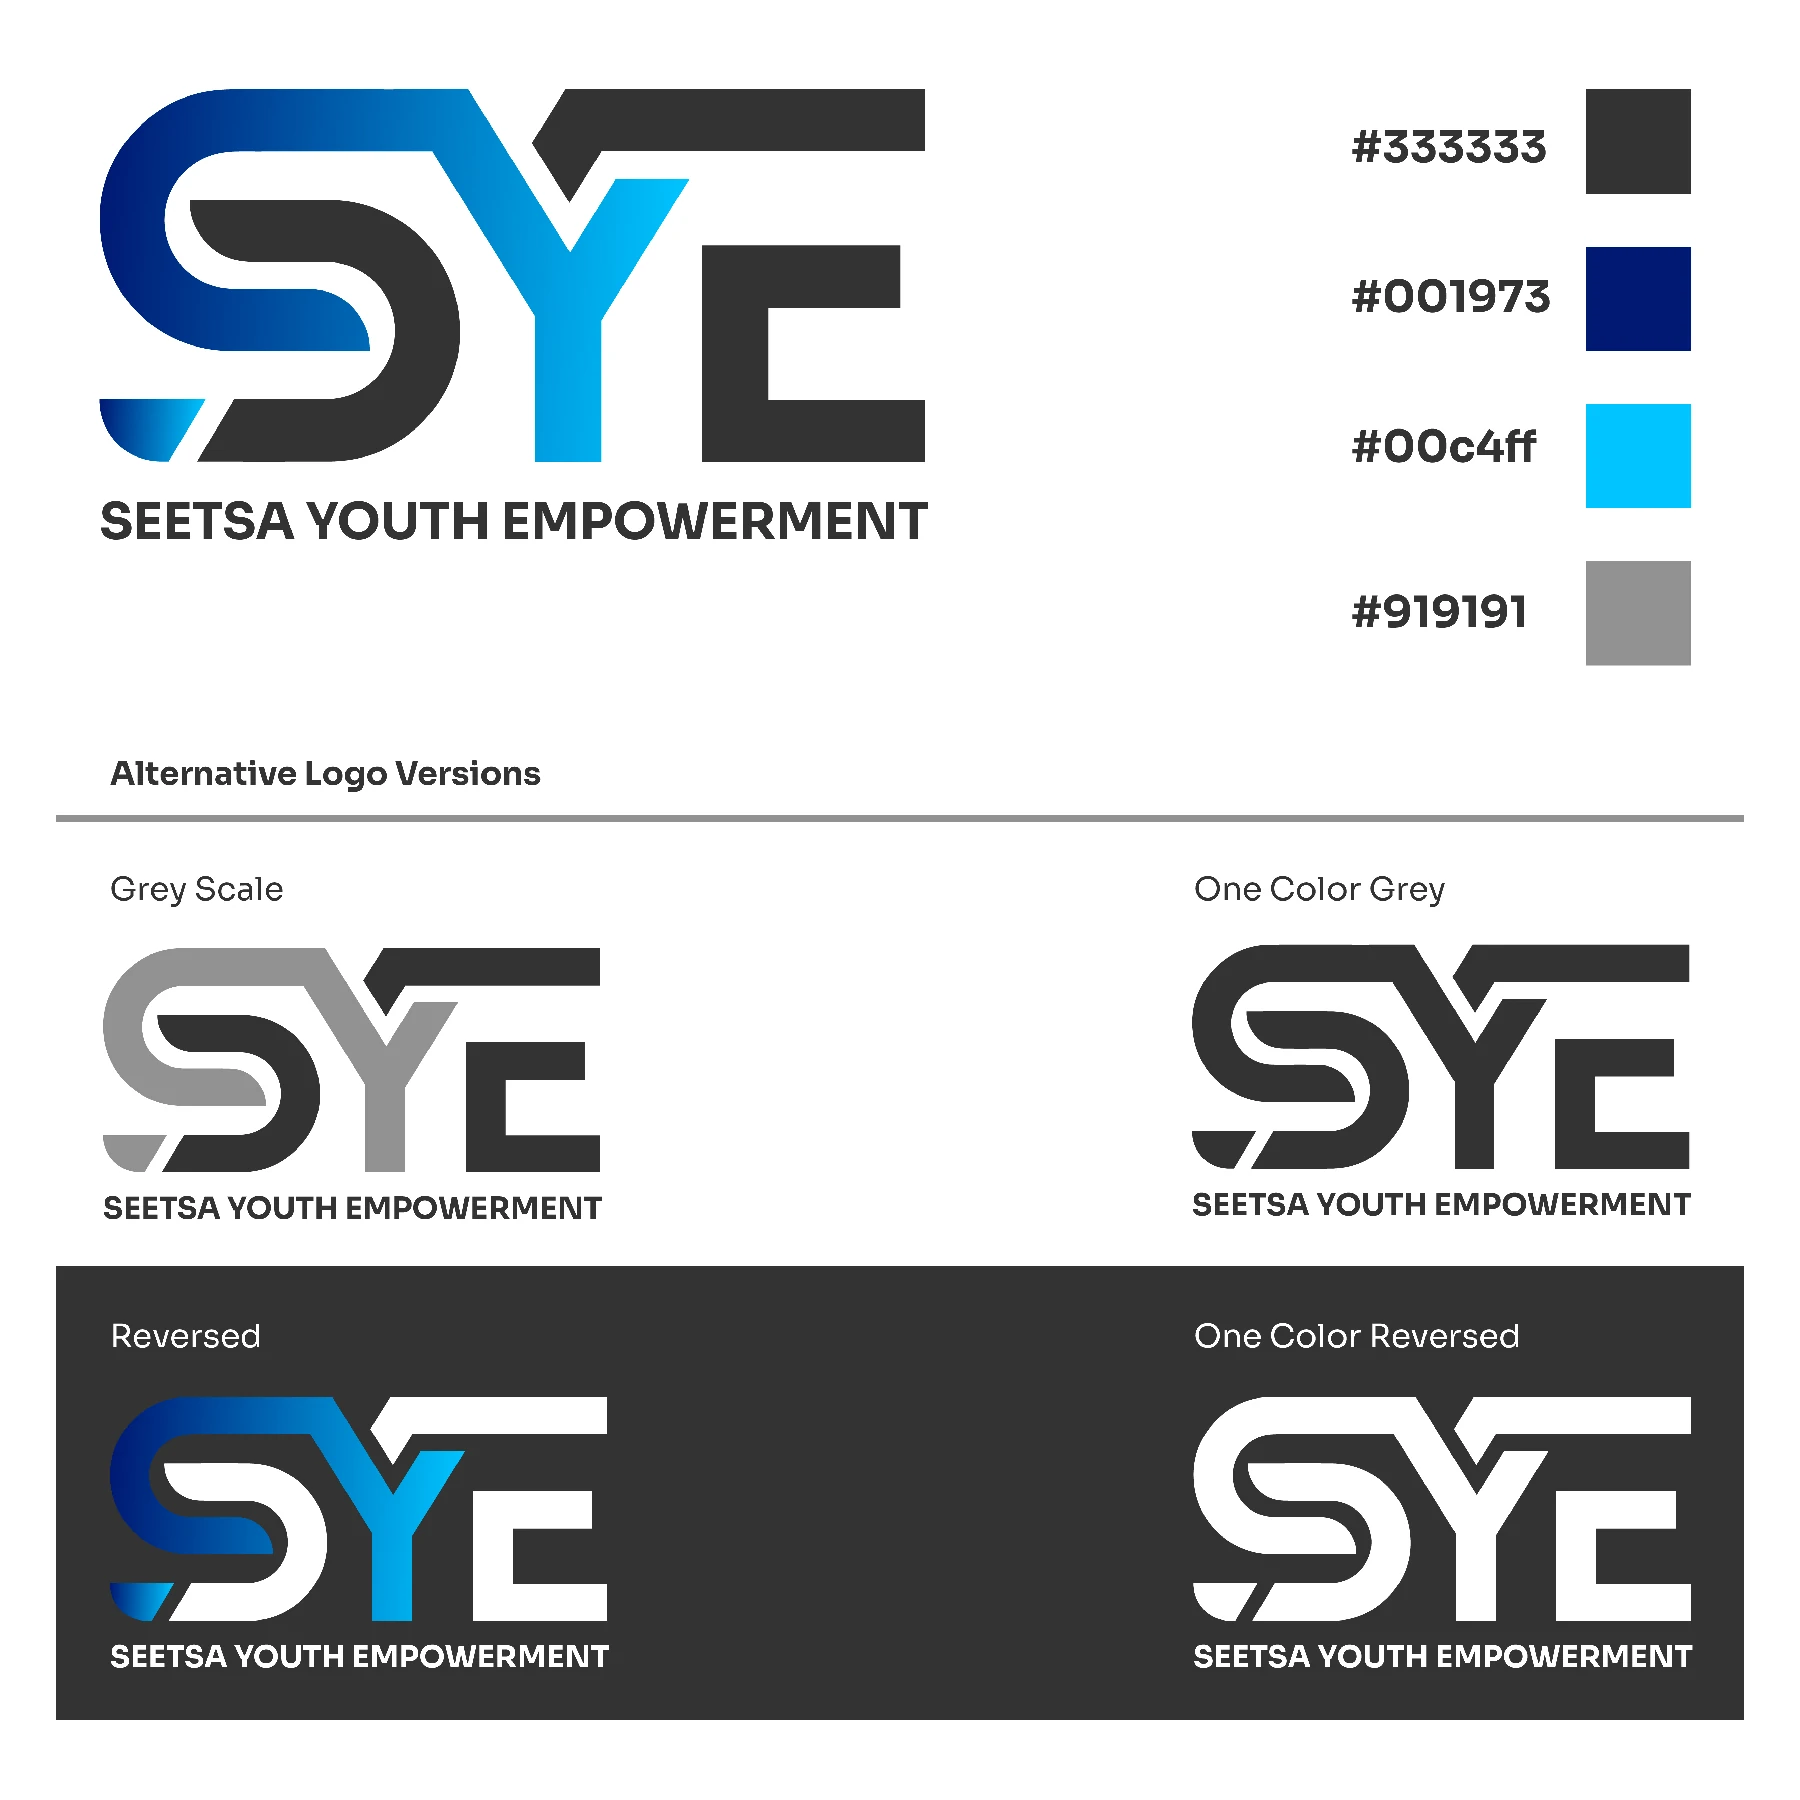 SYE
SEETSA YOUTH EMPOWERMENT
#333333
#001973
#00c4ff
#919191
Alternative Logo Versions
Grey Scale
SYE
SEETSA YOUTH EMPOWERMENT
One Color Grey
SYE
SEETSA YOUTH EMPOWERMENT
Reversed
SYE
SEETSA YOUTH EMPOWERMENT
One Color Reversed
SYE
SEETSA YOUTH EMPOWERMENT